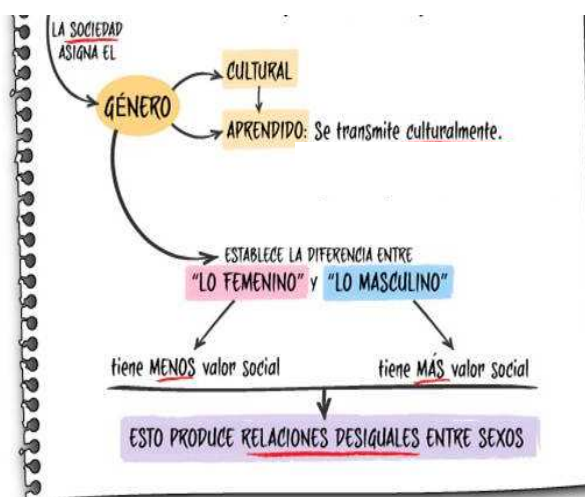 LA SOCIEDAD
ASIGNA EL
GÉNERO
CULTURAL
APRENDIDO: Se transmite culturalmente.
ESTABLECE LA DIFERENCIA ENTRE
"LO FEMENINO" y "LO MASCULINO"
tiene MENOS valor social
tiene MÁS valor social
ESTO PRODUCE RELACIONES DESIGUALES ENTRE SEXOS